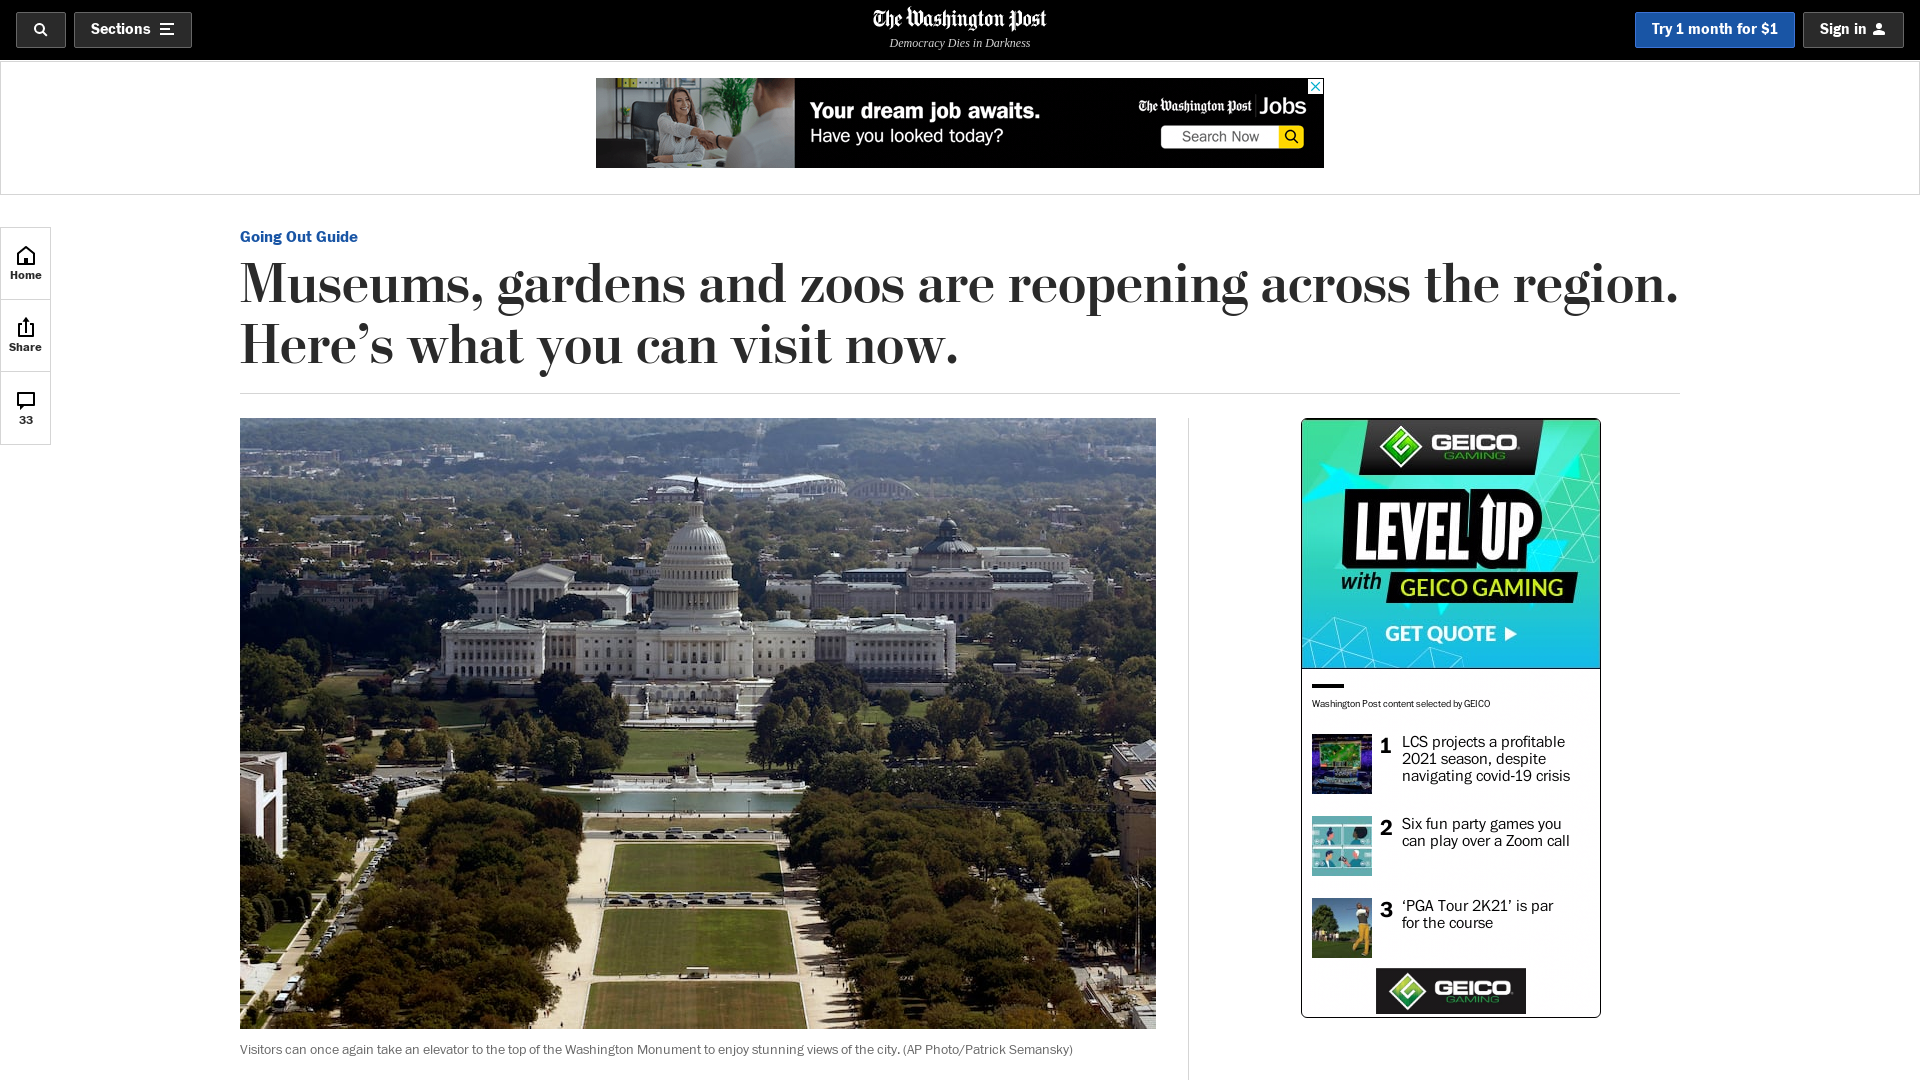 Sections
The Washington Post
Democracy Dies in Darkness
Try 1 month for $1
Sign in
Your dream job awaits.
Have you looked today?
The Washington Post Jobs
Search Now
Home
Share
33
Going Out Guide
Museums, gardens and zoos are reopening across the region.
Here’s what you can visit now.
Visitors can once again take an elevator to the top of the Washington Monument to enjoy stunning views of the city. (AP Photo/Patrick Semansky)
GEICO
GAMING
LEVEL UP
with GEICO GAMING
GET QUOTE
Washington Post content selected by GEICO
1 LCS projects a profitable
2021 season, despite
navigating covid-19 crisis
2 Six fun party games you
can play over a Zoom call
3 ‘PGA Tour 2K21’ is par
for the course
GEICO
GAMING